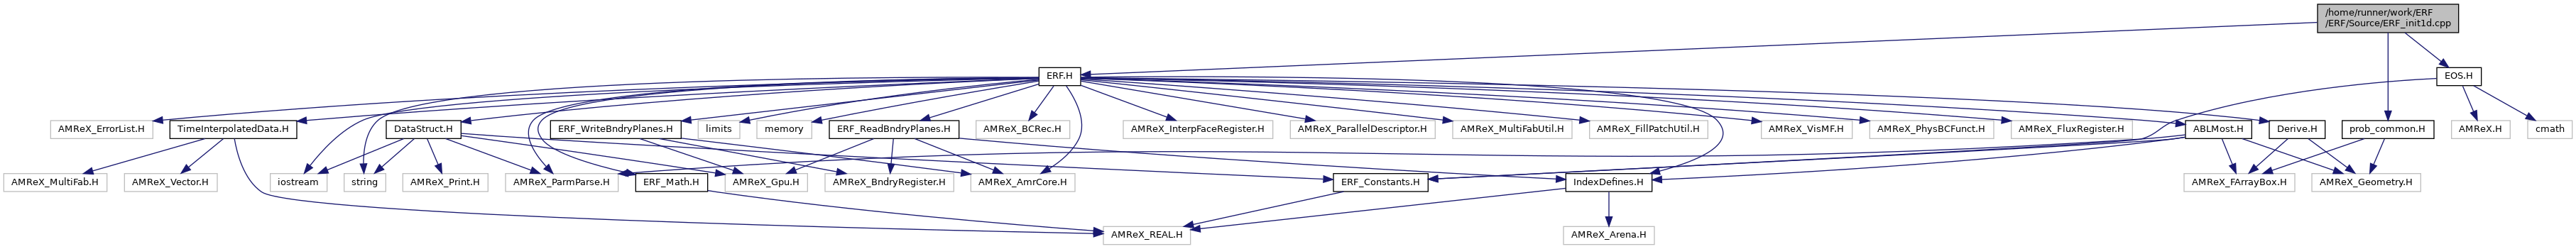 /home/runner/work/ERF
/ERF/Source/ERF_init1d.cpp
ERF.H
EOS.H
AMReX_ErrorList.H
TimeInterpolatedData.H
DataStruct.H
ERF_WriteBndryPlanes.H
limits
memory
ERF_ReadBndryPlanes.H
AMReX_BCRec.H
AMReX_InterpFaceRegister.H
AMReX_ParallelDescriptor.H
AMReX_MultiFabUtil.H
AMReX_FillPatchUtil.H
AMReX_VisMF.H
AMReX_PhysBCFunct.H
AMReX_FluxRegister.H
ABLMost.H
Derive.H
prob_common.H
AMReX.H
cmath
AMReX_MultiFab.H
AMReX_Vector.H
iostream
string
AMReX_Print.H
AMReX_ParmParse.H
ERF_Math.H
AMReX_Gpu.H
AMReX_BndryRegister.H
AMReX_AmrCore.H
ERF_Constants.H
IndexDefines.H
AMReX_FArrayBox.H
AMReX_Geometry.H
AMReX_REAL.H
AMReX_Arena.H